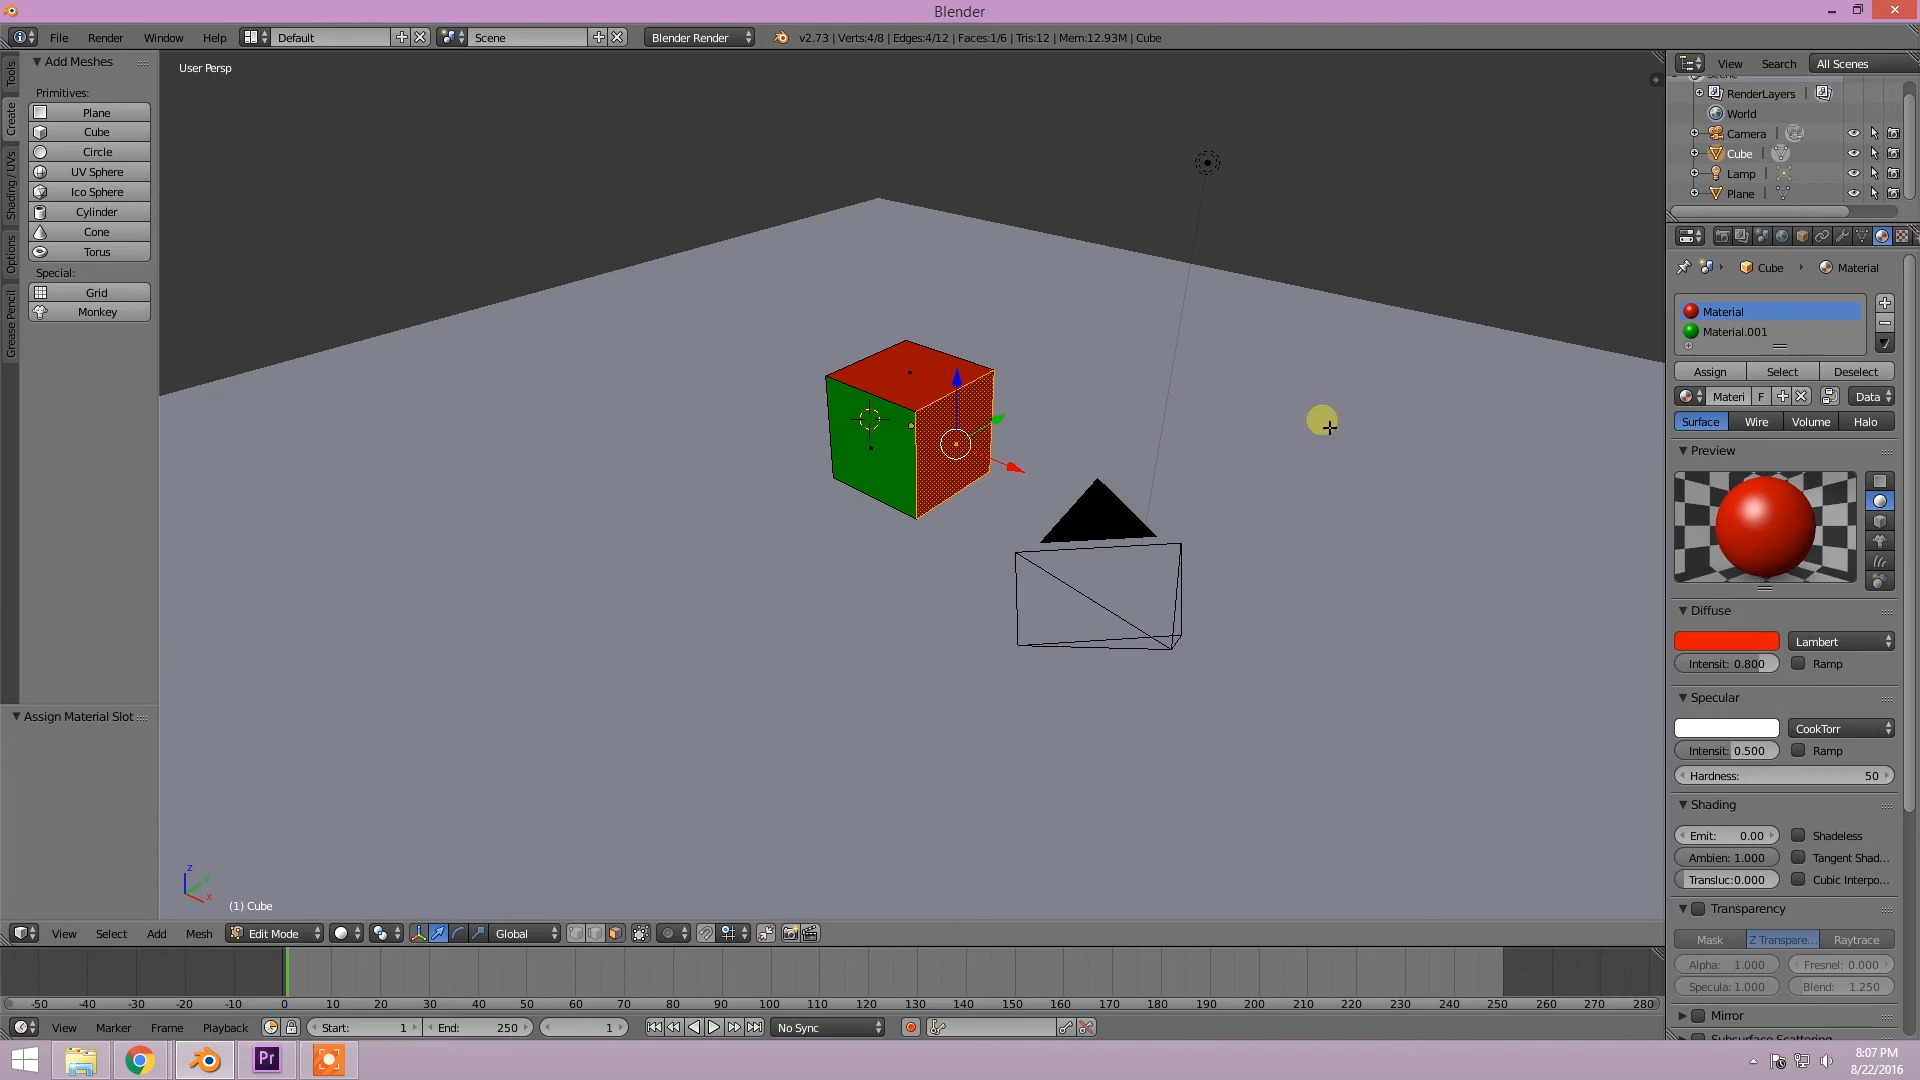 Blender
File Render Window Help Default Scene Blender Render v2.73 | Verts:4/8 | Edges:4/12 | Faces:1/6 | Tris:12 | Mem:12.93M | Cube
Tools
Create
Shading / UVs
Options
Grease Pencil
Add Meshes
Primitives:
Plane
Cube
Circle
UV Sphere
Ico Sphere
Cylinder
Cone
Torus
Special:
Grid
Monkey
Assign Material Slot
User Persp
z
y
x
(1) Cube
View Search All Scenes
RenderLayers |
World
Camera |
Cube |
Lamp |
Plane |
Cube Material
Material
Material.001
Assign Select Deselect
Materi F Data
Surface Wire Volume Halo
Preview
Diffuse
Lambert
Intensit: 0.800 Ramp
Specular
CookTorr
Intensit: 0.500 Ramp
Hardness: 50
Shading
Emit: 0.00 Shadeless
Ambien: 1.000 Tangent Shad...
Transluc:0.000 Cubic Interpo...
Transparency
Mask Z Transpare... Raytrace
Alpha: 1.000 Fresnel: 0.000
Specula: 1.000 Blend: 1.250
Mirror
View Select Add Mesh Edit Mode Global
-50 -40 -30 -20 -10 0 10 20 30 40 50 60 70 80 90 100 110 120 130 140 150 160 170 180 190 200 210 220 230 240 250 260 270 280
View Marker Frame Playback Start: 1 End: 250 1 No Sync
Pr
8:07 PM
8/22/2016